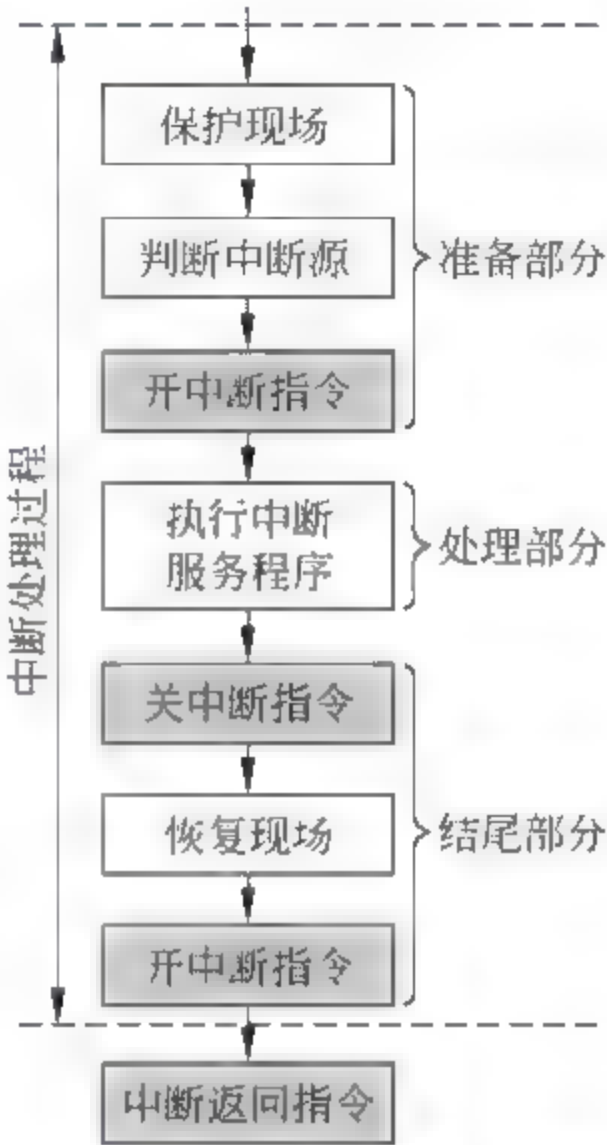 保护现场
判断中断源
准备部分
开中断指令
中断处理过程
执行中断
服务程序
处理部分
关中断指令
恢复现场
结尾部分
开中断指令
中断返回指令